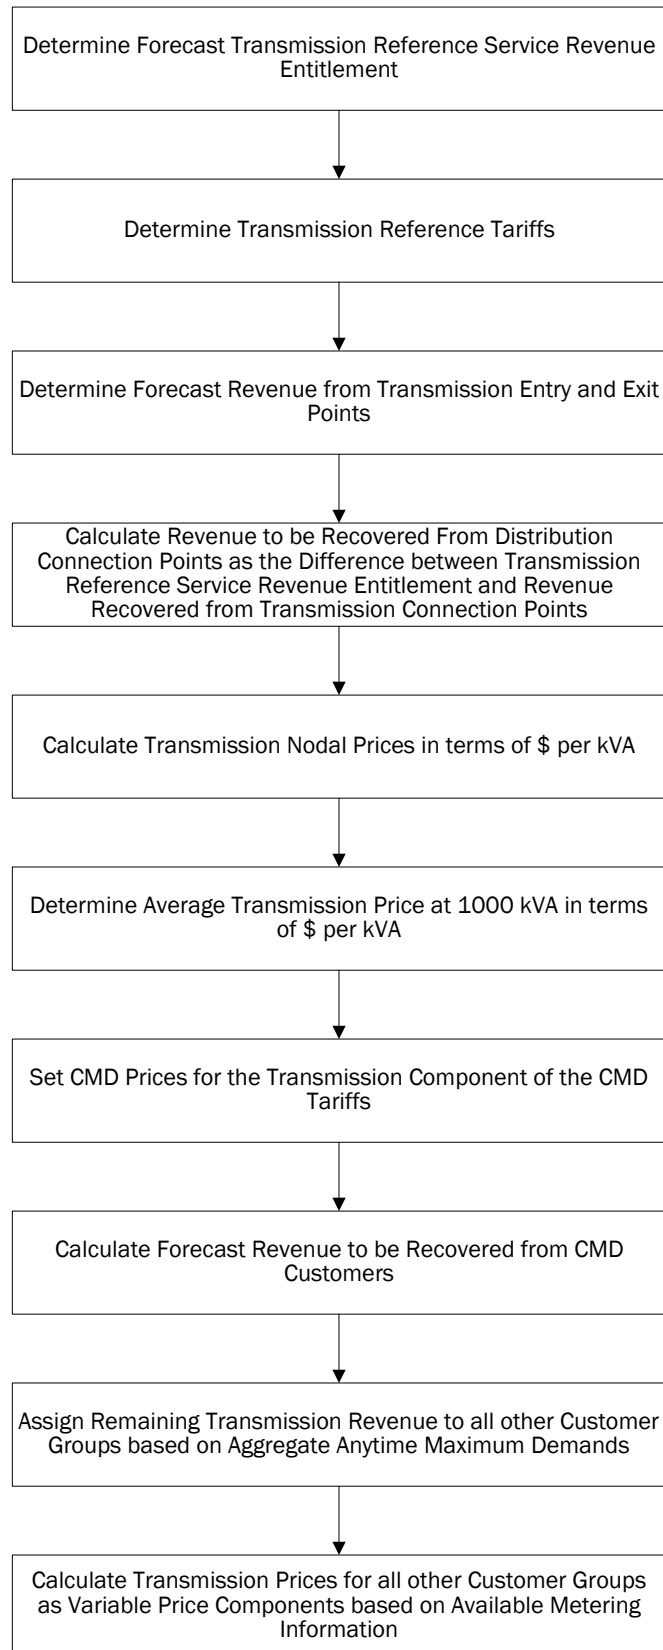 Determine Forecast Transmission Reference Service Revenue
Entitlement
Determine Transmission Reference Tariffs
Determine Forecast Revenue from Transmission Entry and Exit
Points
Calculate Revenue to be Recovered From Distribution
Connection Points as the Difference between Transmission
Reference Service Revenue Entitlement and Revenue
Recovered from Transmission Connection Points
Calculate Transmission Nodal Prices in terms of $ per kVA
Determine Average Transmission Price at 1000 kVA in terms
of $ per kVA
Set CMD Prices for the Transmission Component of the CMD
Tariffs
Calculate Forecast Revenue to be Recovered from CMD
Customers
Assign Remaining Transmission Revenue to all other Customer
Groups based on Aggregate Anytime Maximum Demands
Calculate Transmission Prices for all other Customer Groups
as Variable Price Components based on Available Metering
Information